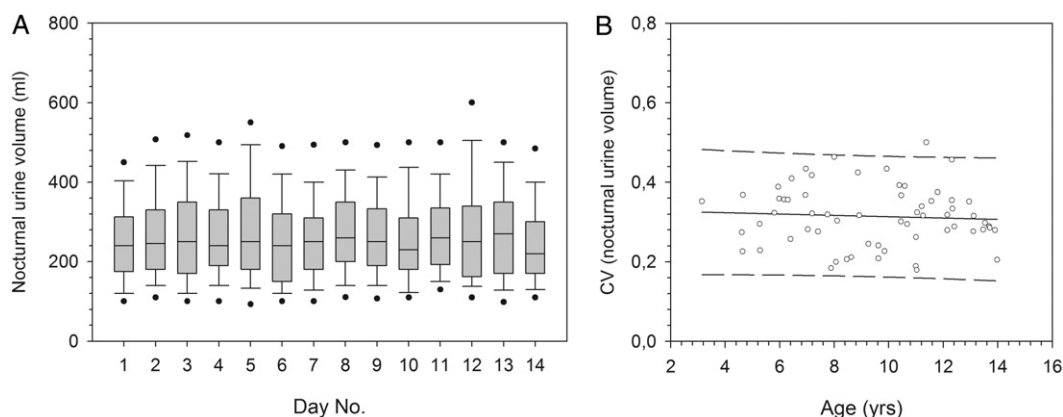 A
Nocturnal urine volume (ml)
800
600
400
200
0
1 2 3 4 5 6 7 8 9 10 11 12 13 14
Day No.
B
CV (nocturnal urine volume)
0,8
0,6
0,4
0,2
0,0
2 4 6 8 10 12 14 16
Age (yrs)